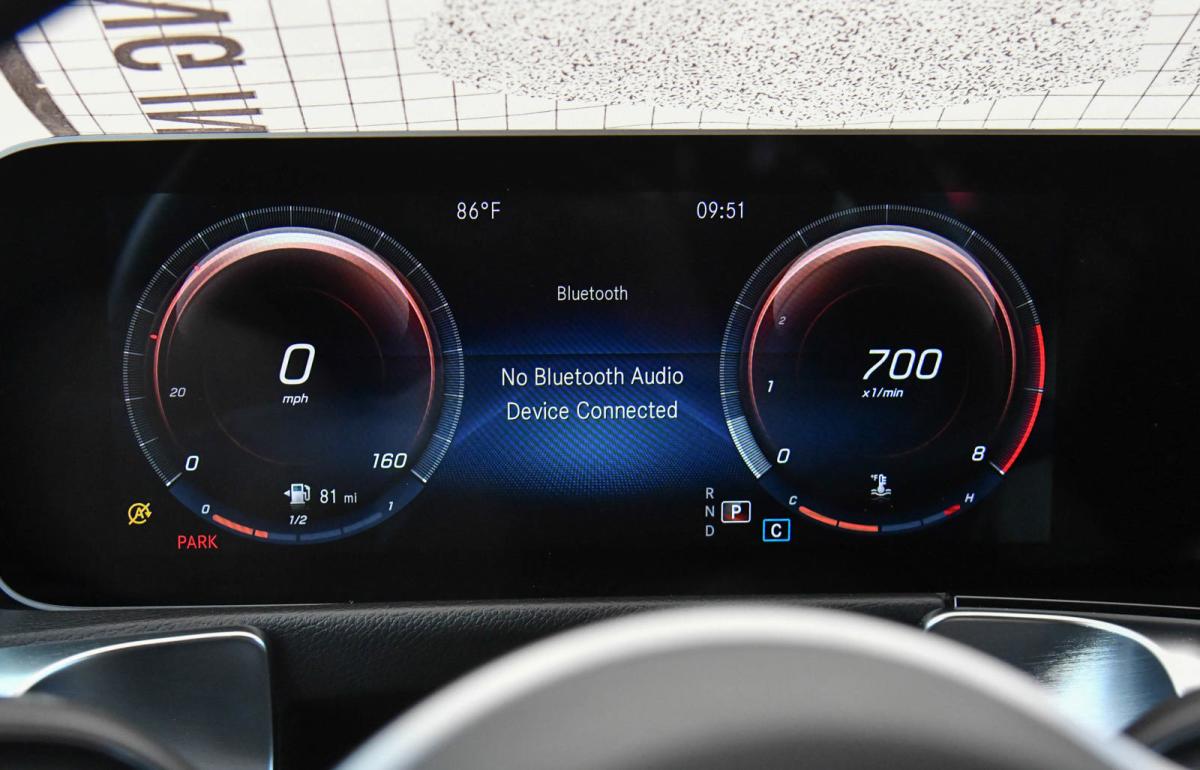 86°F
09:51
Bluetooth
No Bluetooth Audio
Device Connected
0
mph
20
0
160
81 mi
0
1/2
1
PARK
700
x1/min
2
1
0
8
°F
C
H
R
N
P
D
C
A